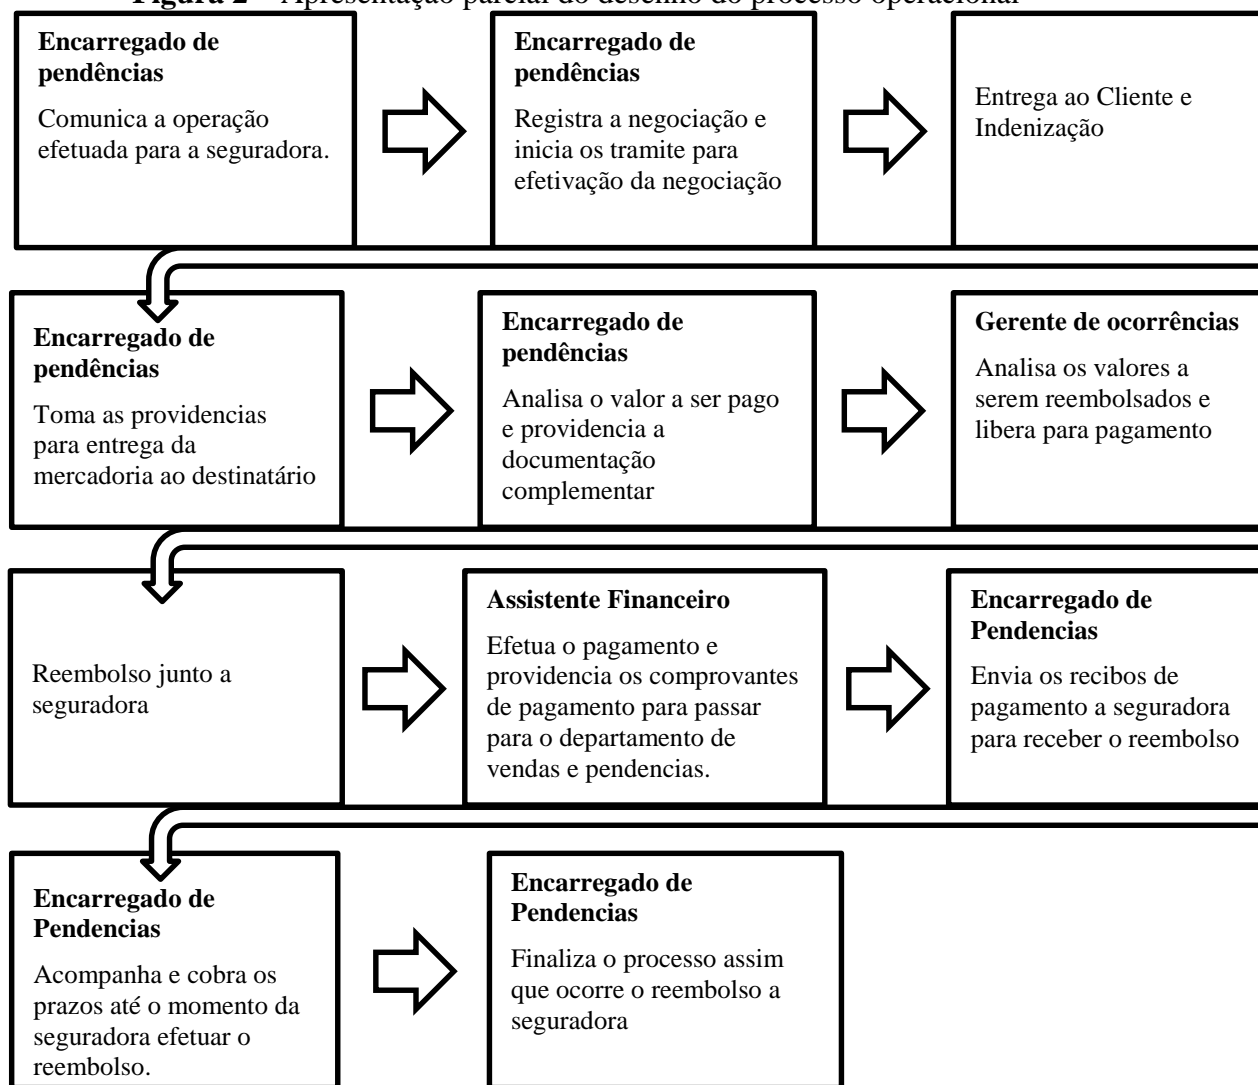 Figura 2 – Apresentação parcial do desenho do processo operacional
Encarregado de
pendências
Comunica a operação
efetuada para a seguradora.
Encarregado de
pendências
Registra a negociação e
inicia os tramite para
efetivação da negociação
Entrega ao Cliente e
Indenização
Encarregado de
pendências
Toma as providencias
para entrega da
mercadoria ao destinatário
Encarregado de
pendências
Analisa o valor a ser pago
e providencia a
documentação
complementar
Gerente de ocorrências
Analisa os valores a
serem reembolsados e
libera para pagamento
Reembolso junto a
seguradora
Assistente Financeiro
Efetua o pagamento e
providencia os comprovantes
de pagamento para passar
para o departamento de
vendas e pendencias.
Encarregado de
Pendencias
Envia os recibos de
pagamento a seguradora
para receber o reembolso
Encarregado de
Pendencias
Acompanha e cobra os
prazos até o momento da
seguradora efetuar o
reembolso.
Encarregado de
Pendencias
Finaliza o processo assim
que ocorre o reembolso a
seguradora